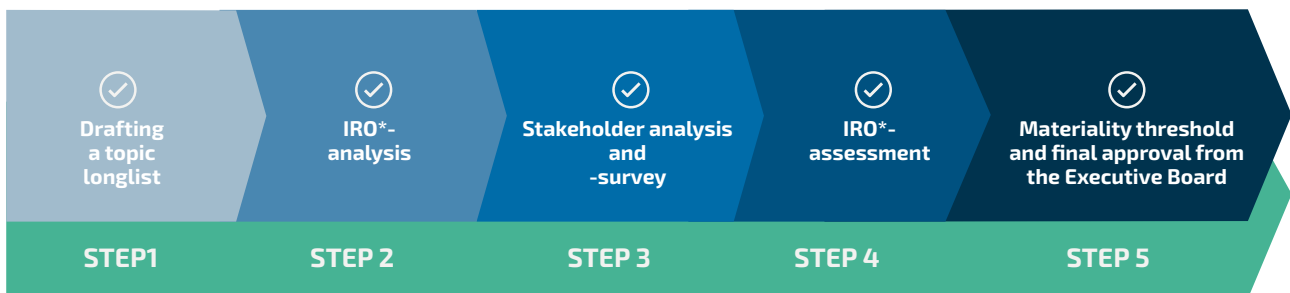 Drafting
a topic
longlist
IRO*-
analysis
Stakeholder analysis
and
-survey
IRO*-
assessment
Materiality threshold
and final approval from
the Executive Board
STEP1
STEP 2
STEP 3
STEP 4
STEP 5